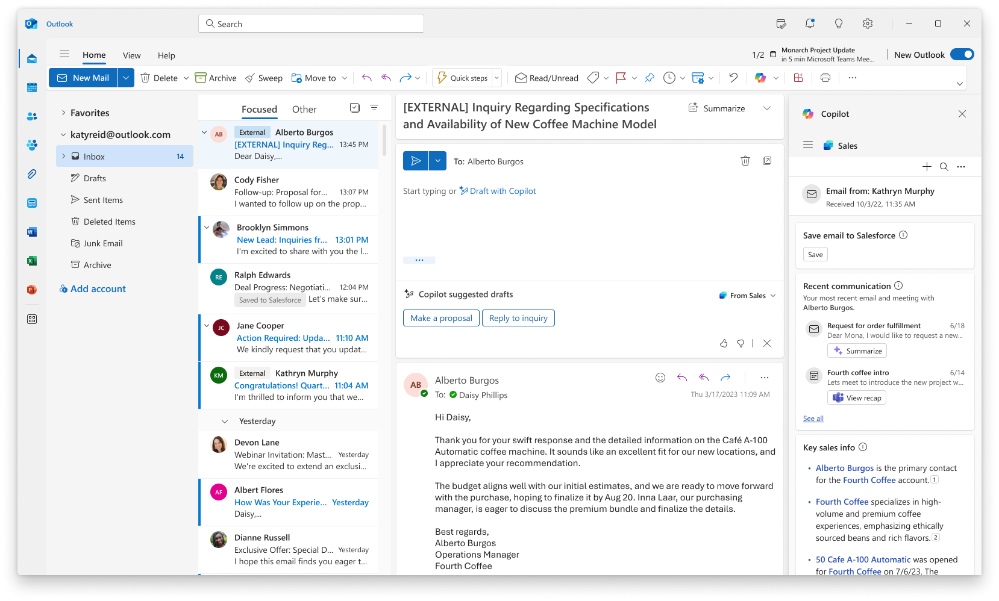 Outlook
Search
Home
View
Help
1/2
Monarch Project Update
in 5 min Microsoft Teams Mee...
New Outlook
New Mail
Delete
Archive
Sweep
Move to
Quick steps
Read/Unread
Favorites
katyreid@outlook.com
Inbox
14
Drafts
Sent Items
Deleted Items
Junk Email
Archive
Add account
Focused
Other
AB
External Alberto Burgos
[EXTERNAL] Inquiry Reg... 13:45 PM
Dear Daisy,...
Cody Fisher
Follow-up: Proposal for... 13:07 PM
I wanted to follow up on the prop...
Brooklyn Simmons
New Lead: Inquiries fr... 13:01 PM
I'm excited to share with you the l...
RE
Ralph Edwards
Deal Progress: Negotiati... 12:04 PM
Saved to Salesforce Let's make sur...
JC
Jane Cooper
Action Required: Upda... 11:10 AM
We kindly request that you updat...
KM
External Kathryn Murphy
Congratulations! Quart... 11:04 AM
I'm thrilled to inform you that we...
Yesterday
Devon Lane
Webinar Invitation: Mast... Yesterday
We're excited to extend an exclusi...
AF
Albert Flores
How Was Your Experie... Yesterday
Daisy,...
Dianne Russell
Exclusive Offer: Special D... Yesterday
I hope this email finds you eager t...
[EXTERNAL] Inquiry Regarding Specifications
and Availability of New Coffee Machine Model
Summarize
To: Alberto Burgos
Start typing or Draft with Copilot
...
Copilot suggested drafts
From Sales
Make a proposal
Reply to inquiry
AB
Alberto Burgos
To: Daisy Phillips
Thu 3/17/2023 11:09 AM
Hi Daisy,
Thank you for your swift response and the detailed information on the Café A-100
Automatic coffee machine. It sounds like an excellent fit for our new locations, and
I appreciate your recommendation.
The budget aligns well with our initial estimates, and we are ready to move forward
with the purchase, hoping to finalize it by Aug 20. Inna Laar, our purchasing
manager, is eager to discuss the premium bundle and finalize the details.
Best regards,
Alberto Burgos
Operations Manager
Fourth Coffee
Copilot
Sales
Email from: Kathryn Murphy
Received 10/3/22, 11:35 AM
Save email to Salesforce
Save
Recent communication
Your most recent email and meeting with
Alberto Burgos.
Request for order fulfillment 6/18
Dear Mona, I would like to request a new...
Summarize
Fourth coffee intro 6/14
Lets meet to introduce the new project w...
View recap
See all
Key sales info
• Alberto Burgos is the primary contact
for the Fourth Coffee account. 1
• Fourth Coffee specializes in high-
volume and premium coffee
experiences, emphasizing ethically
sourced beans and rich flavors. 2
• 50 Cafe A-100 Automatic was opened
for Fourth Coffee on 7/6/23. The